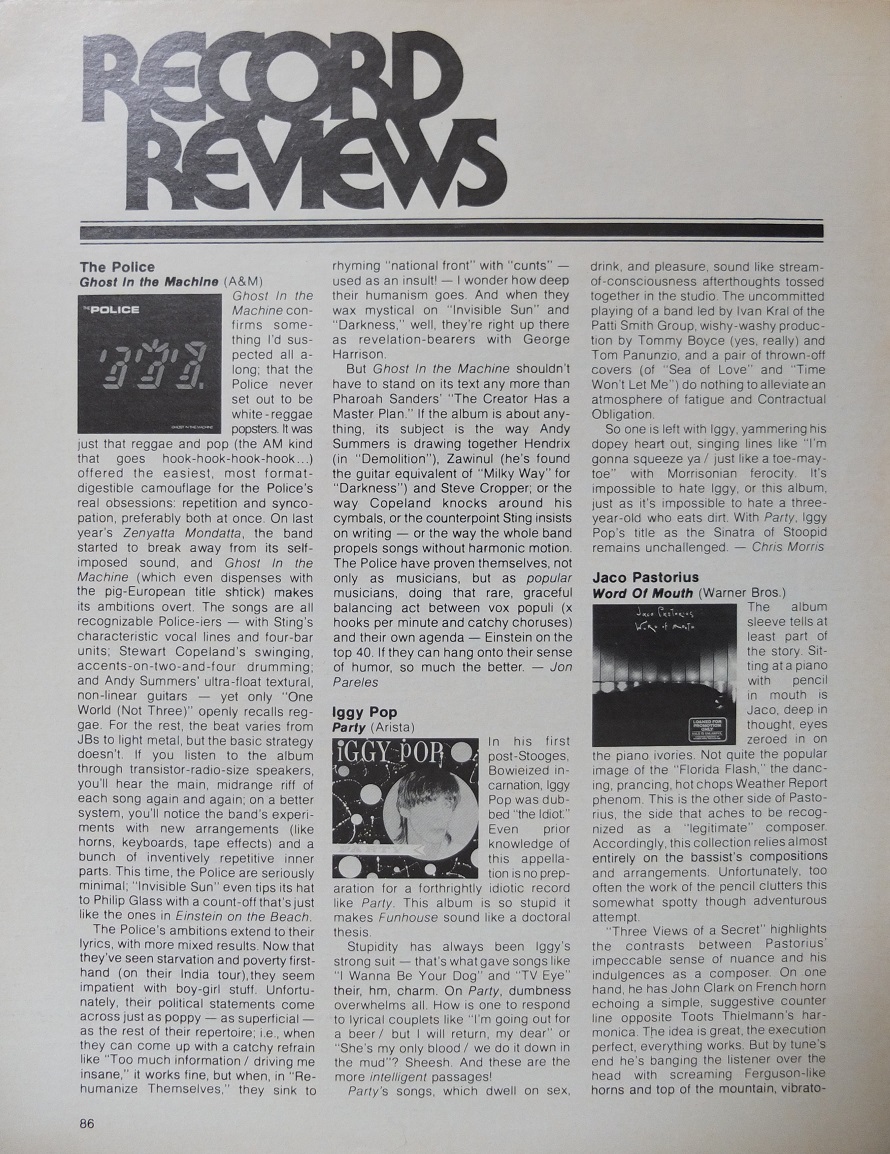 RECORD
REVIEWS
The Police
Ghost In the Machine (A&M)
THE POLICE
GHOST IN THE MACHINE
Ghost In the
Machine con-
firms some-
thing I'd sus-
pected all a-
long; that the
Police never
set out to be
white-reggae
popsters. It was
just that reggae and pop (the AM kind
that goes hook-hook-hook-hook...)
offered the easiest, most format-
digestible camouflage for the Police's
real obsessions: repetition and synco-
pation, preferably both at once. On last
year's Zenyatta Mondatta, the band
started to break away from its self-
imposed sound, and Ghost In the
Machine (which even dispenses with
the pig-European title shtick) makes
its ambitions overt. The songs are all
recognizable Police-iers — with Sting's
characteristic vocal lines and four-bar
units; Stewart Copeland's swinging,
accents-on-two-and-four drumming;
and Andy Summers' ultra-float textural,
non-linear guitars — yet only "One
World (Not Three)" openly recalls reg-
gae. For the rest, the beat varies from
JBs to light metal, but the basic strategy
doesn't. If you listen to the album
through transistor-radio-size speakers,
you'll hear the main, midrange riff of
each song again and again; on a better
system, you'll notice the band's experi-
ments with new arrangements (like
horns, keyboards, tape effects) and a
bunch of inventively repetitive inner
parts. This time, the Police are seriously
minimal; "Invisible Sun" even tips its hat
to Philip Glass with a count-off that's just
like the ones in Einstein on the Beach.
The Police's ambitions extend to their
lyrics, with more mixed results. Now that
they've seen starvation and poverty first-
hand (on their India tour),they seem
impatient with boy-girl stuff. Unfortu-
nately, their political statements come
across just as poppy — as superficial —
as the rest of their repertoire; i.e., when
they can come up with a catchy refrain
like "Too much information / driving me
insane," it works fine, but when, in "Re-
humanize Themselves," they sink to
rhyming "national front" with "cunts" —
used as an insult! — I wonder how deep
their humanism goes. And when they
wax mystical on "Invisible Sun" and
"Darkness," well, they're right up there
as revelation-bearers with George
Harrison.
But Ghost In the Machine shouldn't
have to stand on its text any more than
Pharoah Sanders' "The Creator Has a
Master Plan." If the album is about any-
thing, its subject is the way Andy
Summers is drawing together Hendrix
(in "Demolition"), Zawinul (he's found
the guitar equivalent of "Milky Way" for
"Darkness") and Steve Cropper; or the
way Copeland knocks around his
cymbals, or the counterpoint Sting insists
on writing — or the way the whole band
propels songs without harmonic motion.
The Police have proven themselves, not
only as musicians, but as popular
musicians, doing that rare, graceful
balancing act between vox populi (x
hooks per minute and catchy choruses)
and their own agenda — Einstein on the
top 40. If they can hang onto their sense
of humor, so much the better. — Jon
Pareles
Iggy Pop
Party (Arista)
IGGY POP
In his first
post-Stooges,
Bowieized in-
carnation, Iggy
Pop was dub-
bed "the Idiot."
Even prior
knowledge of
this appella-
tion is no prep-
aration for a forthrightly idiotic record
like Party. This album is so stupid it
makes Funhouse sound like a doctoral
thesis.
Stupidity has always been Iggy's
strong suit — that's what gave songs like
"I Wanna Be Your Dog" and "TV Eye"
their, hm, charm. On Party, dumbness
overwhelms all. How is one to respond
to lyrical couplets like "I'm going out for
a beer / but I will return, my dear" or
"She's my only blood / we do it down in
the mud"? Sheesh. And these are the
more intelligent passages!
Party's songs, which dwell on sex,
drink, and pleasure, sound like stream-
of-consciousness afterthoughts tossed
together in the studio. The uncommitted
playing of a band led by Ivan Kral of the
Patti Smith Group, wishy-washy produc-
tion by Tommy Boyce (yes, really) and
Tom Panunzio, and a pair of thrown-off
covers (of "Sea of Love" and "Time
Won't Let Me") do nothing to alleviate an
atmosphere of fatigue and Contractual
Obligation.
So one is left with Iggy, yammering his
dopey heart out, singing lines like "I'm
gonna squeeze ya / just like a toe-may-
toe" with Morrisonian ferocity. It's
impossible to hate Iggy, or this album,
just as it's impossible to hate a three-
year-old who eats dirt. With Party, Iggy
Pop's title as the Sinatra of Stoopid
remains unchallenged. — Chris Morris
Jaco Pastorius
Word Of Mouth (Warner Bros.)
Jaco Pastorius
Word of mouth
LOANED FOR
PROMOTION
ONLY
The album
sleeve tells at
least part of
the story. Sit-
ting at a piano
with pencil
in mouth is
Jaco, deep in
thought, eyes
zeroed in on
the piano ivories. Not quite the popular
image of the "Florida Flash," the danc-
ing, prancing, hot chops Weather Report
phenom. This is the other side of Pasto-
rius, the side that aches to be recog-
nized as a "legitimate" composer.
Accordingly, this collection relies almost
entirely on the bassist's compositions
and arrangements. Unfortunately, too
often the work of the pencil clutters this
somewhat spotty though adventurous
attempt.
"Three Views of a Secret" highlights
the contrasts between Pastorius'
impeccable sense of nuance and his
indulgences as a composer. On one
hand, he has John Clark on French horn
echoing a simple, suggestive counter
line opposite Toots Thielmann's har-
monica. The idea is great, the execution
perfect, everything works. But by tune's
end he's banging the listener over the
head with screaming Ferguson-like
horns and top of the mountain, vibrato-
86